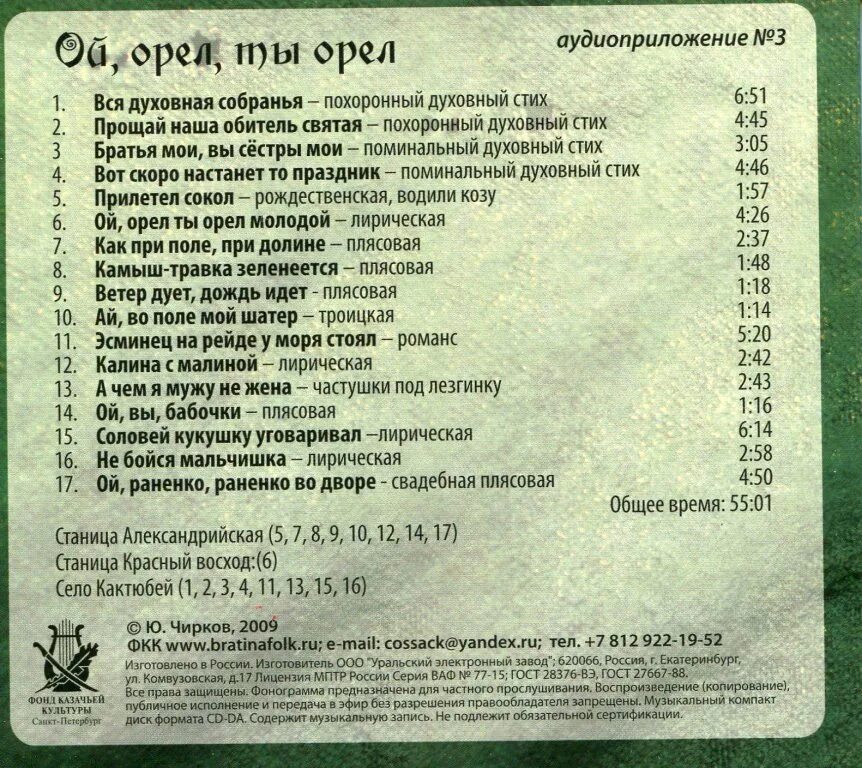 Ой, орел, ты орел
аудиоприложение №3
1. Вся духовная собранья – похоронный духовный стих 6:51
2. Прощай наша обитель святая – похоронный духовный стих 4:45
3 Братья мои, вы сёстры мои – поминальный духовный стих 3:05
4. Вот скоро настанет то праздник – поминальный духовный стих 4:46
5. Прилетел сокол – рождественская, водили козу 1:57
6. Ой, орел ты орел молодой – лирическая 4:26
7. Как при поле, при долине – плясовая 2:37
8. Камыш-травка зеленеется – плясовая 1:48
9. Ветер дует, дождь идет - плясовая 1:18
10. Ай, во поле мой шатер – троицкая 1:14
11. Эсминец на рейде у моря стоял – романс 5:20
12. Калина с малиной – лирическая 2:42
13. А чем я мужу не жена – частушки под лезгинку 2:43
14. Ой, вы, бабочки – плясовая 1:16
15. Соловей кукушку уговаривал –лирическая 6:14
16. Не бойся мальчишка – лирическая 2:58
17. Ой, раненко, раненко во дворе - свадебная плясовая 4:50
Общее время: 55:01
Станица Александрийская (5, 7, 8, 9, 10, 12, 14, 17)
Станица Красный восход:(6)
Село Кактюбей (1, 2, 3, 4, 11, 13, 15, 16)
© Ю. Чирков, 2009
ФКК www.bratinafolk.ru; e-mail: cossack@yandex.ru; тел. +7 812 922-19-52
Изготовлено в России. Изготовитель ООО "Уральский электронный завод"; 620066, Россия, г. Екатеринбург,
ул. Комвузовская, д.17 Лицензия МПТР России Серия ВАФ № 77-15; ГОСТ 28376-ВЭ, ГОСТ 27667-88.
Все права защищены. Фонограмма предназначена для частного прослушивания. Воспроизведение (копирование),
публичное исполнение и передача в эфир без разрешения правообладателя запрещены. Музыкальный компакт
диск формата CD-DA. Содержит музыкальную запись. Не подлежит обязательной сертификации.
ФОНД КАЗАЧЬЕЙ
КУЛЬТУРЫ
Санкт-Петербург